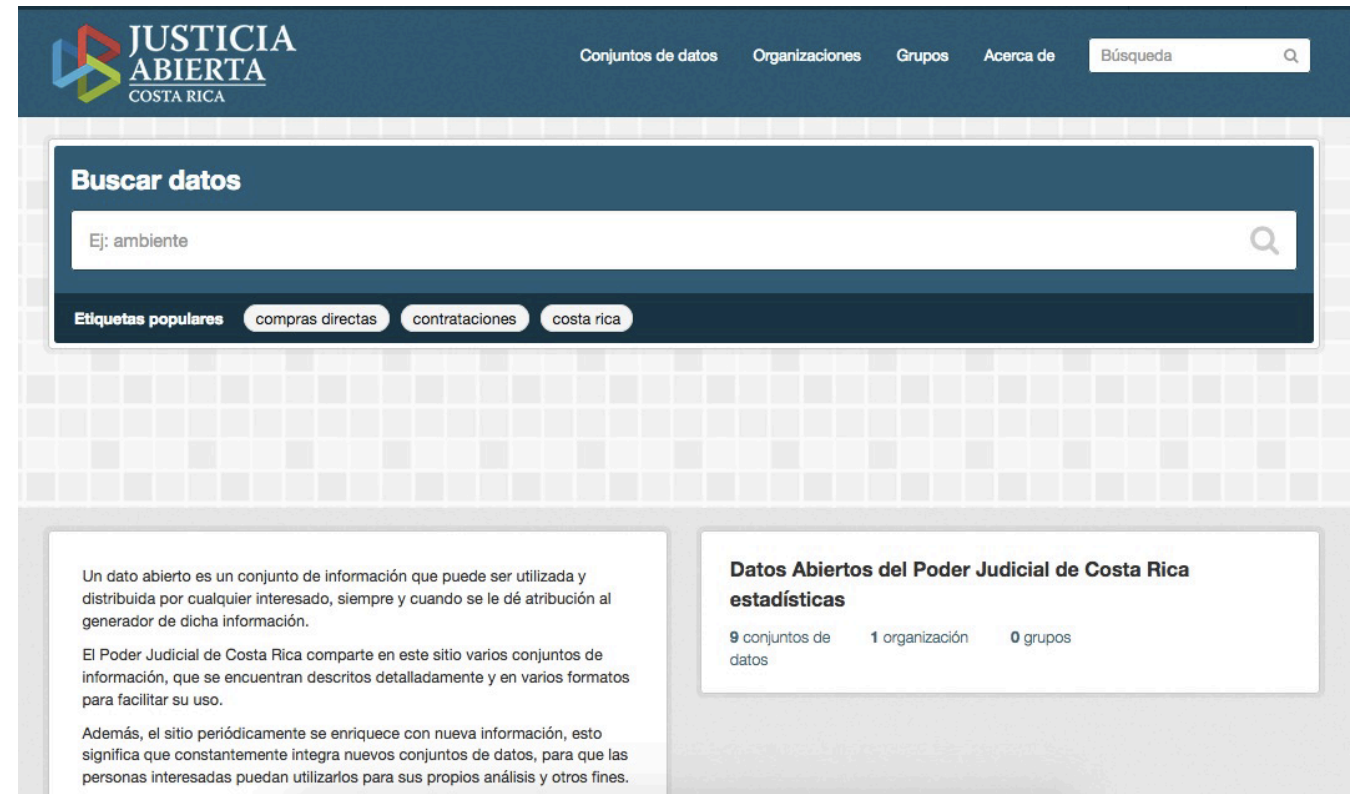 JUSTICIA
ABIERTA
COSTA RICA
Conjuntos de datos Organizaciones Grupos Acerca de Búsqueda
Buscar datos
Ej: ambiente
Etiquetas populares compras directas contrataciones costa rica
Un dato abierto es un conjunto de información que puede ser utilizada y
distribuida por cualquier interesado, siempre y cuando se le dé atribución al
generador de dicha información.
El Poder Judicial de Costa Rica comparte en este sitio varios conjuntos de
información, que se encuentran descritos detalladamente y en varios formatos
para facilitar su uso.
Además, el sitio periódicamente se enriquece con nueva información, esto
significa que constantemente integra nuevos conjuntos de datos, para que las
personas interesadas puedan utilizarlos para sus propios análisis y otros fines.
Datos Abiertos del Poder Judicial de Costa Rica
estadísticas
9 conjuntos de 1 organización 0 grupos
datos